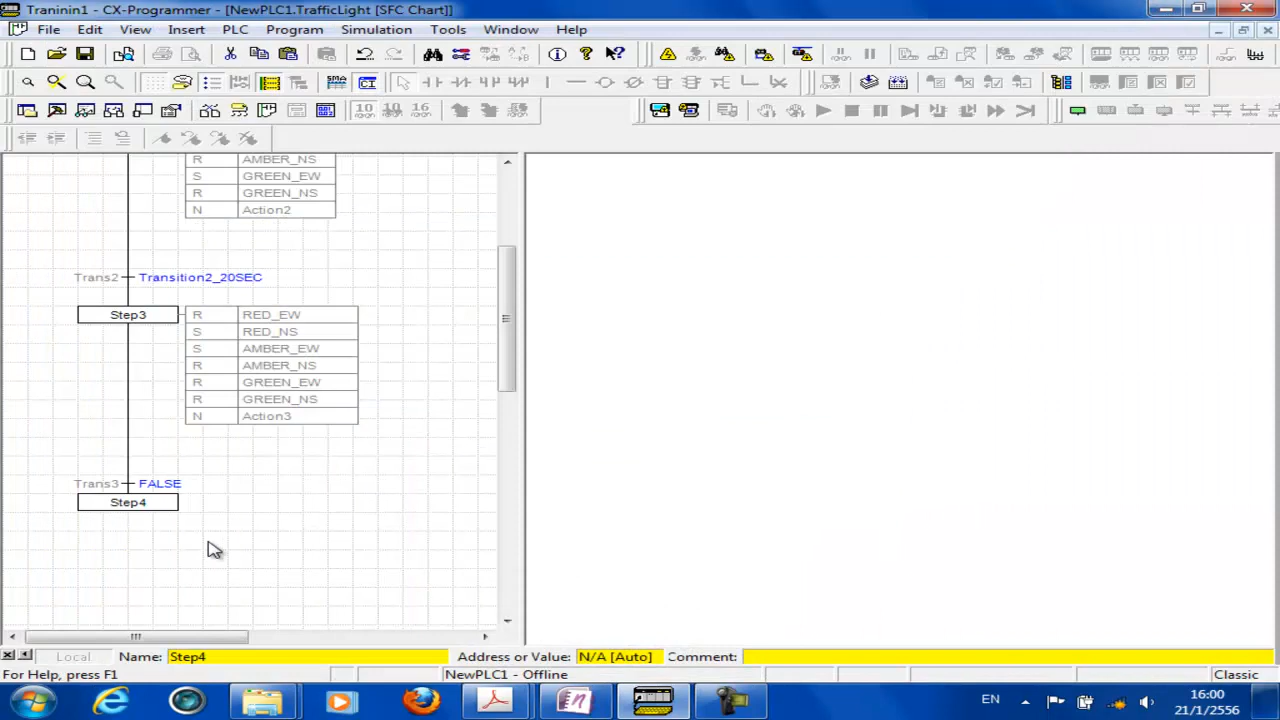 Traninin1 - CX-Programmer - [NewPLC1.TrafficLight [SFC Chart]]
File Edit View Insert PLC Program Simulation Tools Window Help
R AMBER_NS
S GREEN_EW
R GREEN_NS
N Action2
Trans2 Transition2_20SEC
Step3 R RED_EW
S RED_NS
S AMBER_EW
R AMBER_NS
R GREEN_EW
R GREEN_NS
N Action3
Trans3 FALSE
Step4
Local Name: Step4 Address or Value: N/A [Auto] Comment:
For Help, press F1 NewPLC1 - Offline Classic
EN 16:00
21/1/2556